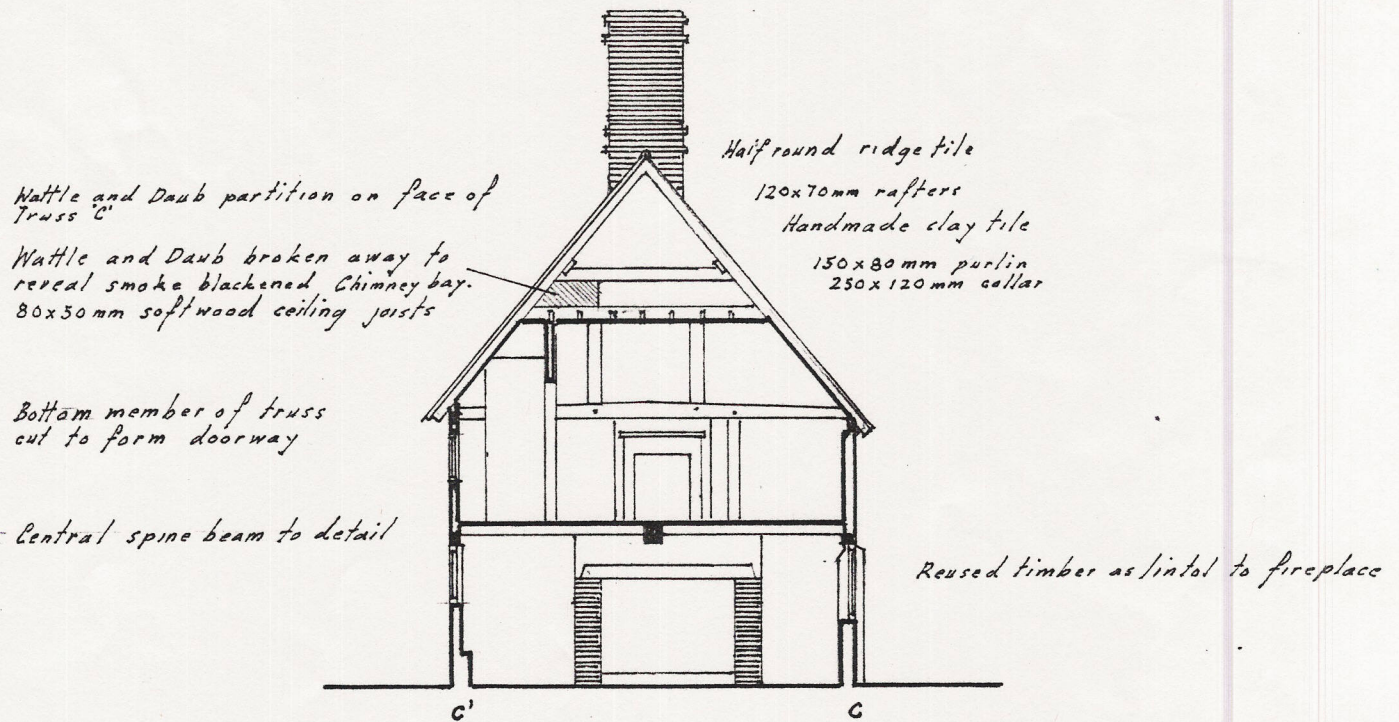 Wattle and Daub partition on face of
Truss 'C'
Wattle and Daub broken away to
reveal smoke blackened Chimney bay.
80x50mm softwood ceiling joists
Bottom member of truss
cut to form doorway
Central spine beam to detail
Half round ridge tile
120x70mm rafters
Handmade clay tile
150x80mm purlin
250x120mm collar
Reused timber as lintol to fireplace
C'
C